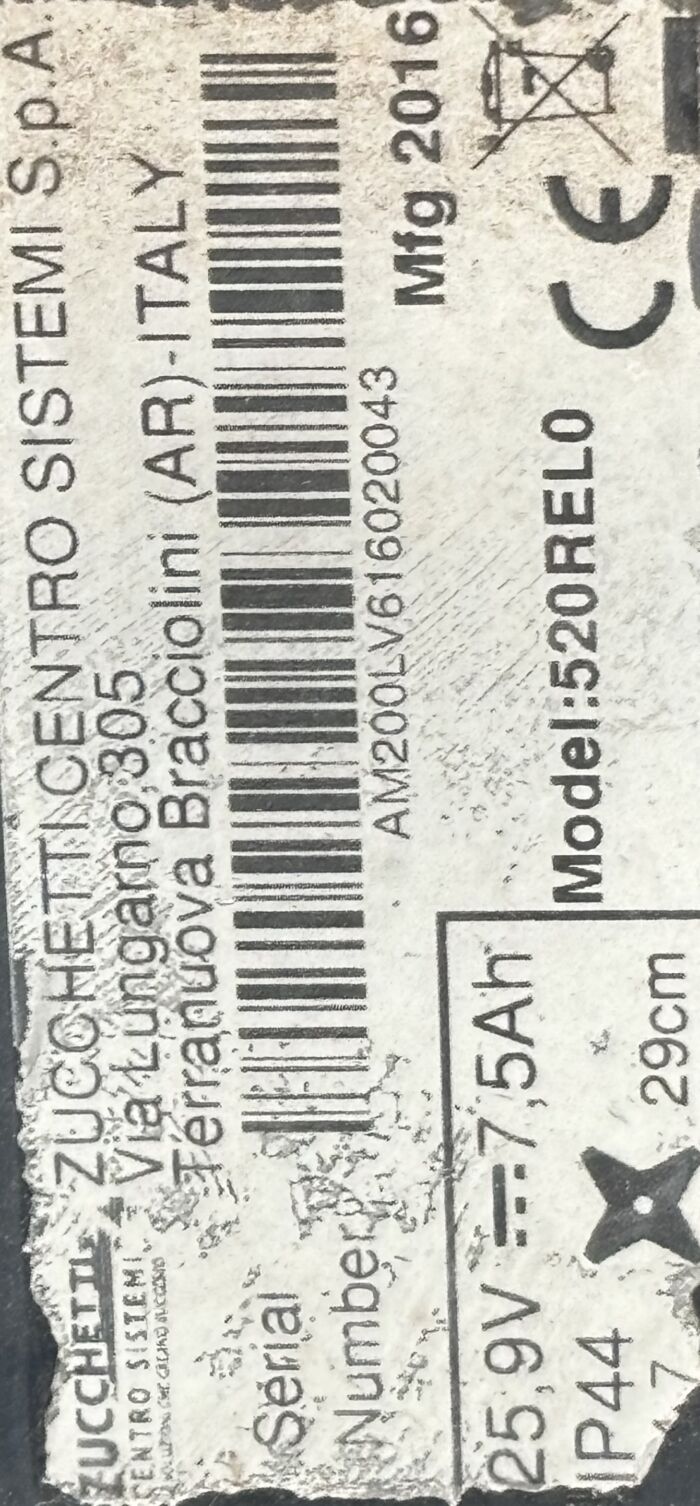 ZUCCHETTI CENTRO SISTEMI S.p.A.
Via Lungarno,305
Terranuova Bracciolini (AR)-ITALY
ZUCCHETTI
CENTRO SISTEMI
Serial
Number
AM200LV616020043
Mfg 2016
Model:520REL0
25,9V 7,5Ah
IP44
29cm